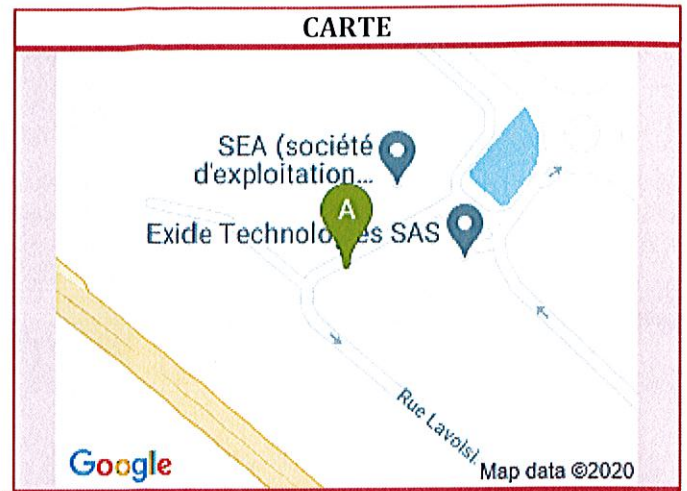 CARTE
SEA (société
d'exploitation...
A
Exide Technolo es SAS
Rue Lavoisi.
Google
Map data ©2020